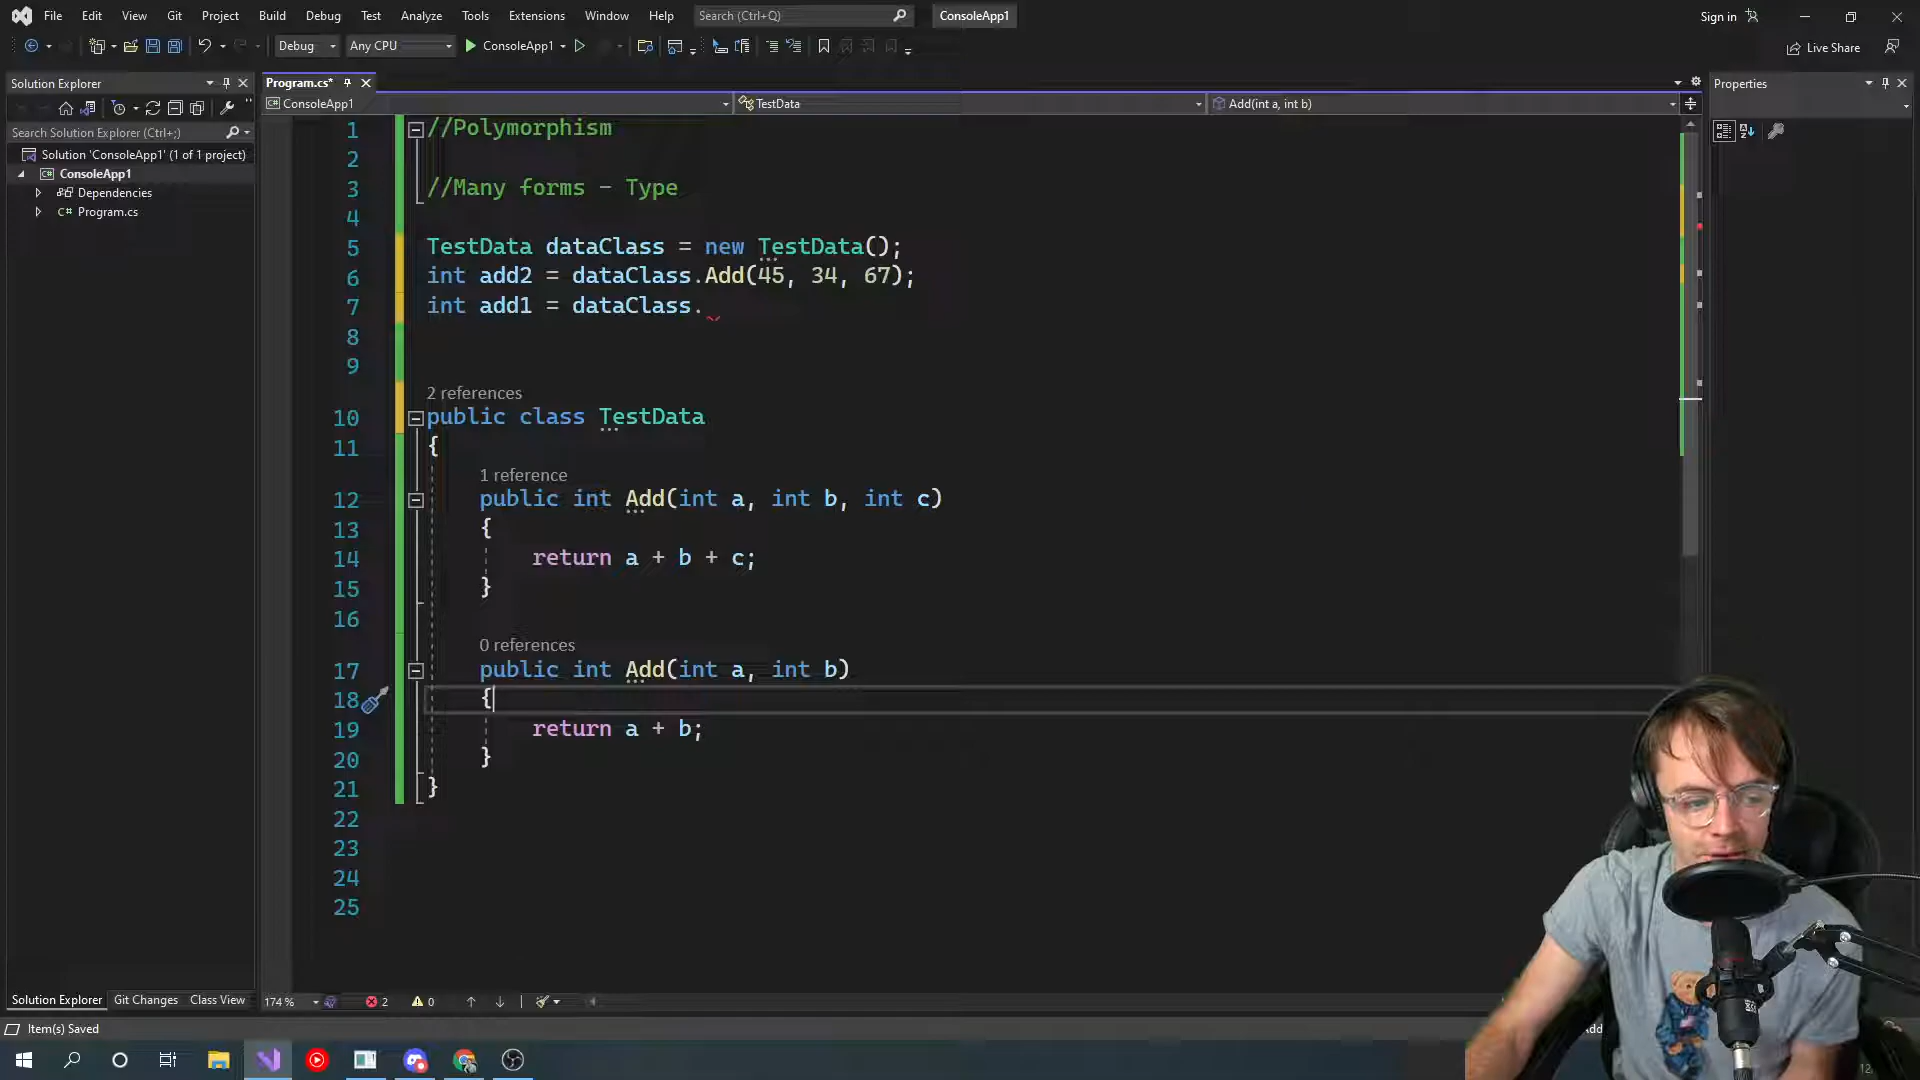 File Edit View Git Project Build Debug Test Analyze Tools Extensions Window Help Search (Ctrl+Q) ConsoleApp1 Sign in
Debug Any CPU ConsoleApp1 Live Share
Solution Explorer
Search Solution Explorer (Ctrl+;)
Solution 'ConsoleApp1' (1 of 1 project)
ConsoleApp1
Dependencies
C# Program.cs
Program.cs*
ConsoleApp1 TestData Add(int a, int b)
Properties
1 //Polymorphism
2
3 //Many forms - Type
4
5 TestData dataClass = new TestData();
6 int add2 = dataClass.Add(45, 34, 67);
7 int add1 = dataClass.
8
9
2 references
10 public class TestData
11 {
1 reference
12 public int Add(int a, int b, int c)
13 {
14 return a + b + c;
15 }
16
0 references
17 public int Add(int a, int b)
18 {
19 return a + b;
20 }
21 }
22
23
24
25
174 % 2 0
Solution Explorer Git Changes Class View
Item(s) Saved
Add
12